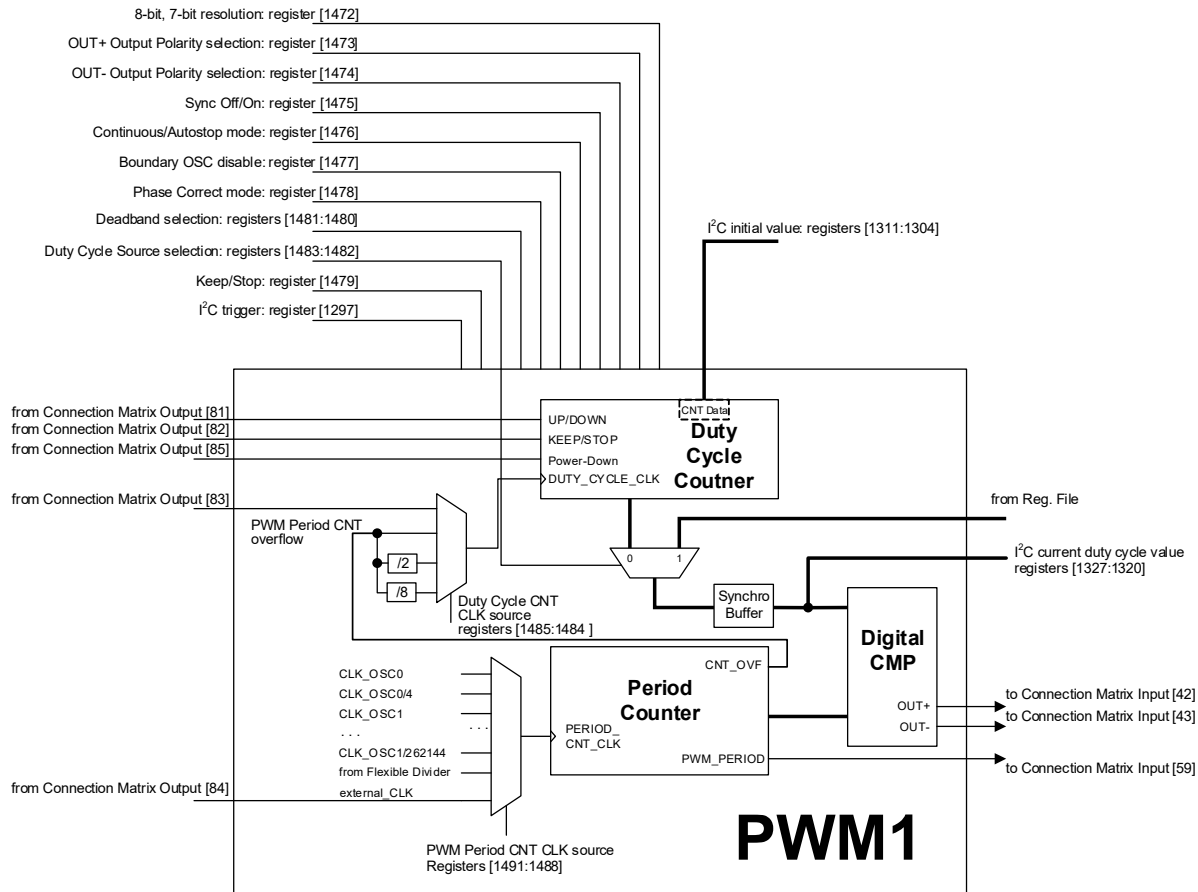 8-bit, 7-bit resolution: register [1472]
OUT+ Output Polarity selection: register [1473]
OUT- Output Polarity selection: register [1474]
Sync Off/On: register [1475]
Continuous/Autostop mode: register [1476]
Boundary OSC disable: register [1477]
Phase Correct mode: register [1478]
Deadband selection: registers [1481:1480]
Duty Cycle Source selection: registers [1483:1482]
Keep/Stop: register [1479]
I²C trigger: register [1297]
I²C initial value: registers [1311:1304]
from Connection Matrix Output [81]
from Connection Matrix Output [82]
from Connection Matrix Output [85]
from Connection Matrix Output [83]
UP/DOWN
KEEP/STOP
Power-Down
DUTY_CYCLE_CLK
CNT Data
Duty
Cycle
Coutner
PWM Period CNT
overflow
/2
/8
Duty Cycle CNT
CLK source
registers [1485:1484 ]
0
1
from Reg. File
I²C current duty cycle value
registers [1327:1320]
Synchro
Buffer
Digital
CMP
OUT+
OUT-
to Connection Matrix Input [42]
to Connection Matrix Input [43]
to Connection Matrix Input [59]
CLK_OSC0
CLK_OSC0/4
CLK_OSC1
. . .
. . .
CLK_OSC1/262144
from Flexible Divider
external_CLK
from Connection Matrix Output [84]
PERIOD_
CNT_CLK
Period
Counter
CNT_OVF
PWM_PERIOD
PWM Period CNT CLK source
Registers [1491:1488]
PWM1